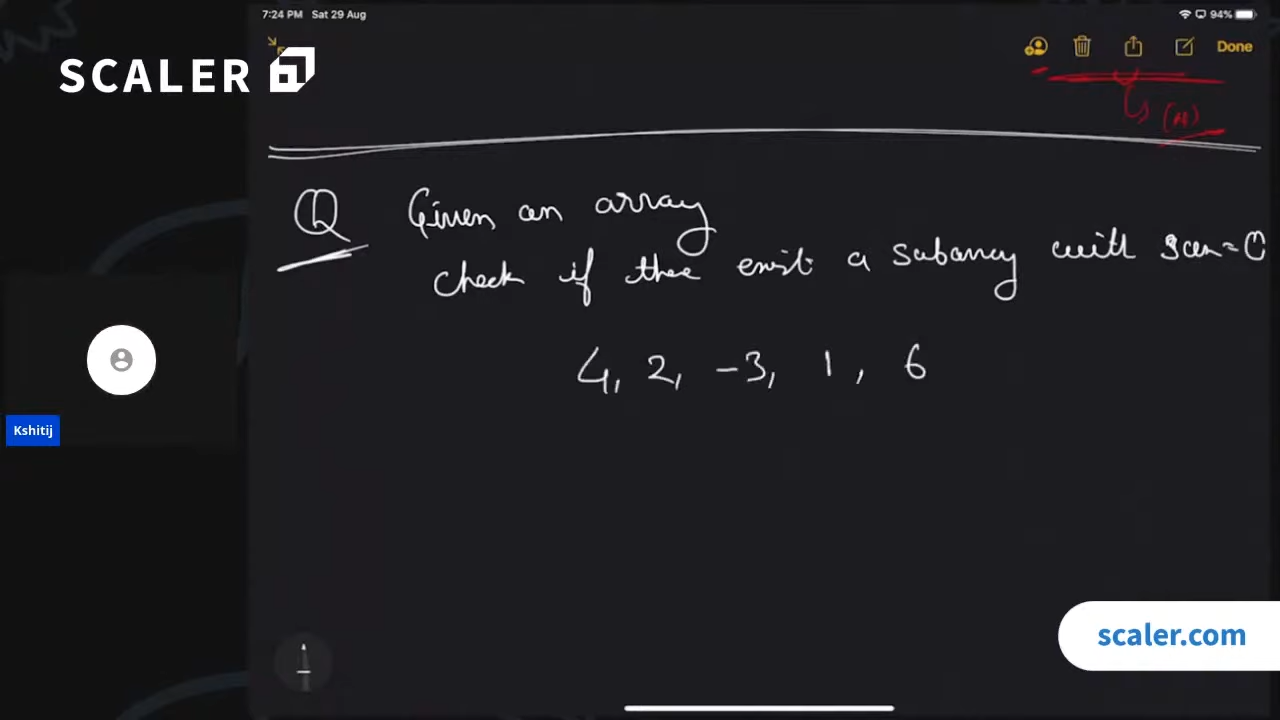 7:24 PM Sat 29 Aug
94%
Done
SCALER
(n)
Q Given an array
check if there exist a subarray with sum=0
4, 2, -3, 1, 6
Kshitij
scaler.com